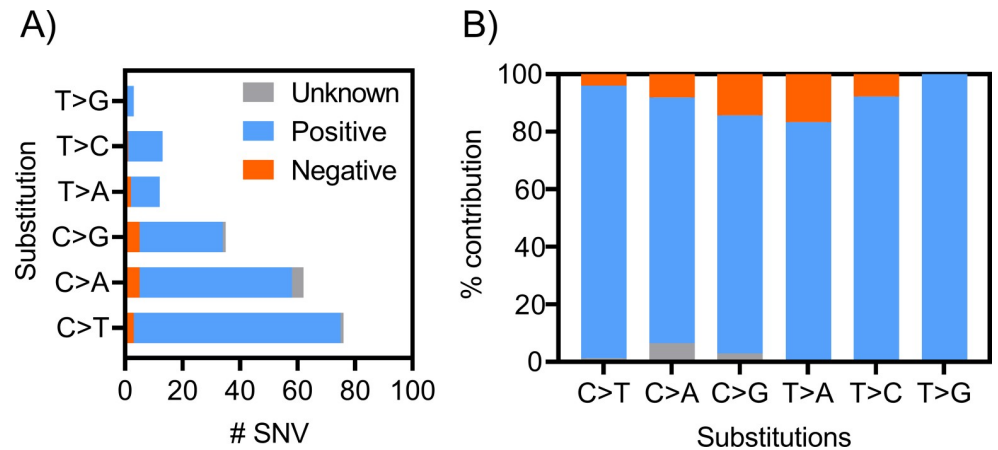 A)
Substitution
T>G
T>C
T>A
C>G
C>A
C>T
0 20 40 60 80 100
# SNV
Unknown
Positive
Negative
B)
% contribution
100
80
60
40
20
0
C>T C>A C>G T>A T>C T>G
Substitutions